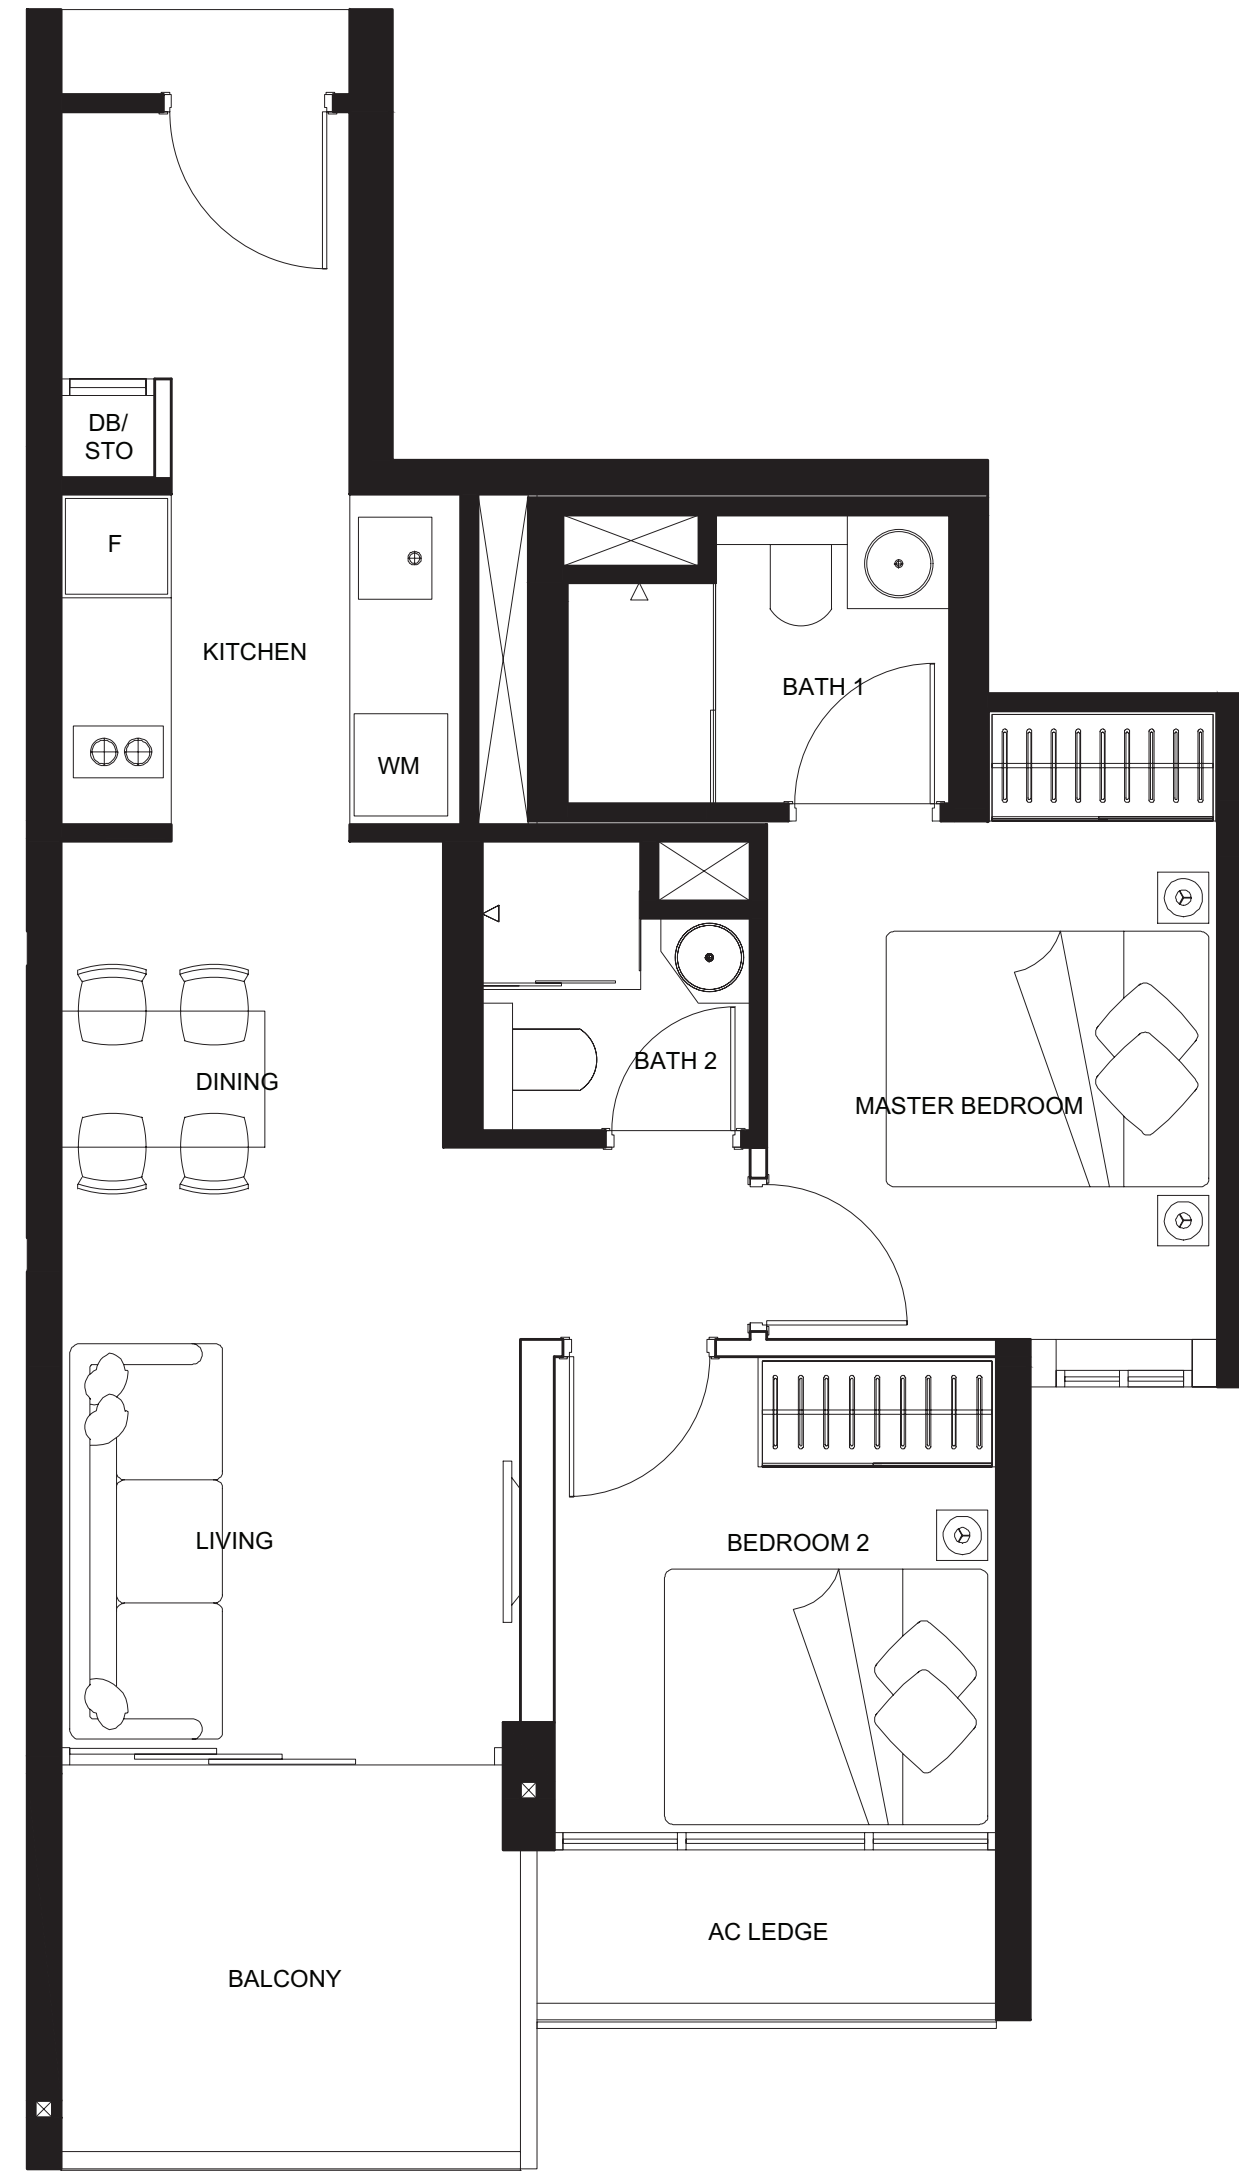 DB/
STO
F
KITCHEN
BATH 1
WM
BATH 2
DINING
MASTER BEDROOM
LIVING
BEDROOM 2
AC LEDGE
BALCONY